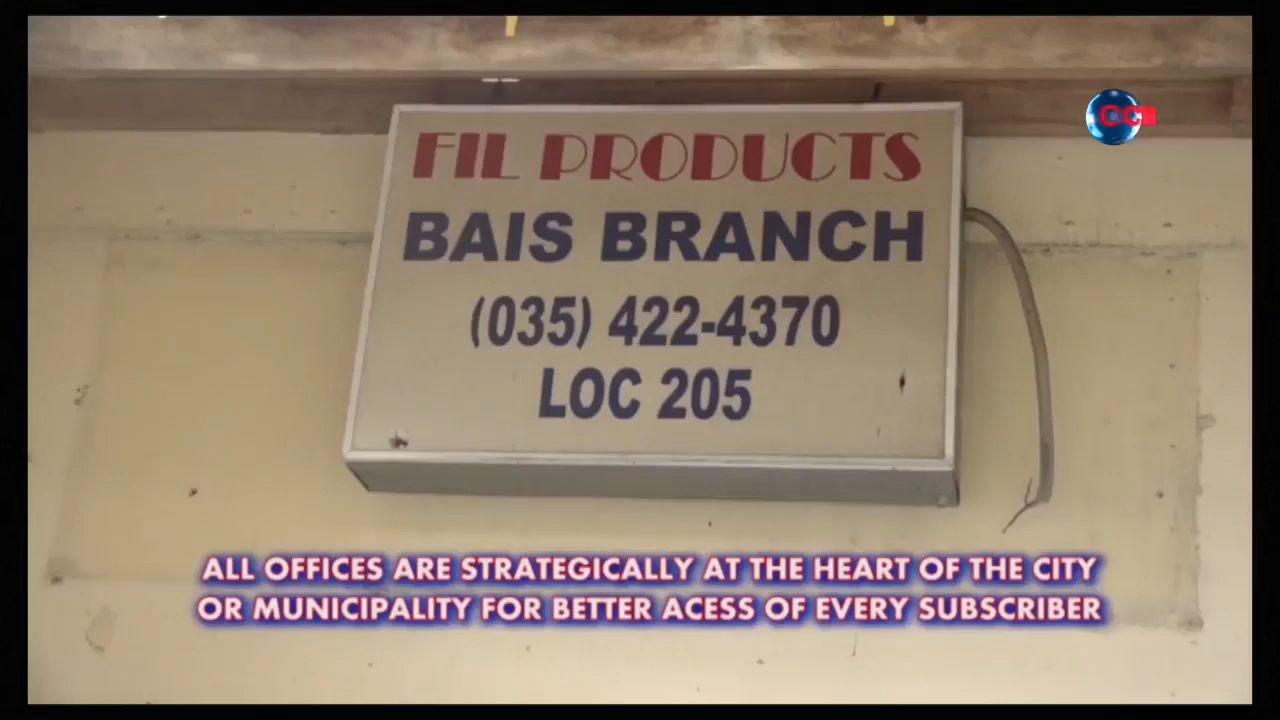 FIL PRODUCTS
BAIS BRANCH
(035) 422-4370
LOC 205
ALL OFFICES ARE STRATEGICALLY AT THE HEART OF THE CITY
OR MUNICIPALITY FOR BETTER ACESS OF EVERY SUBSCRIBER